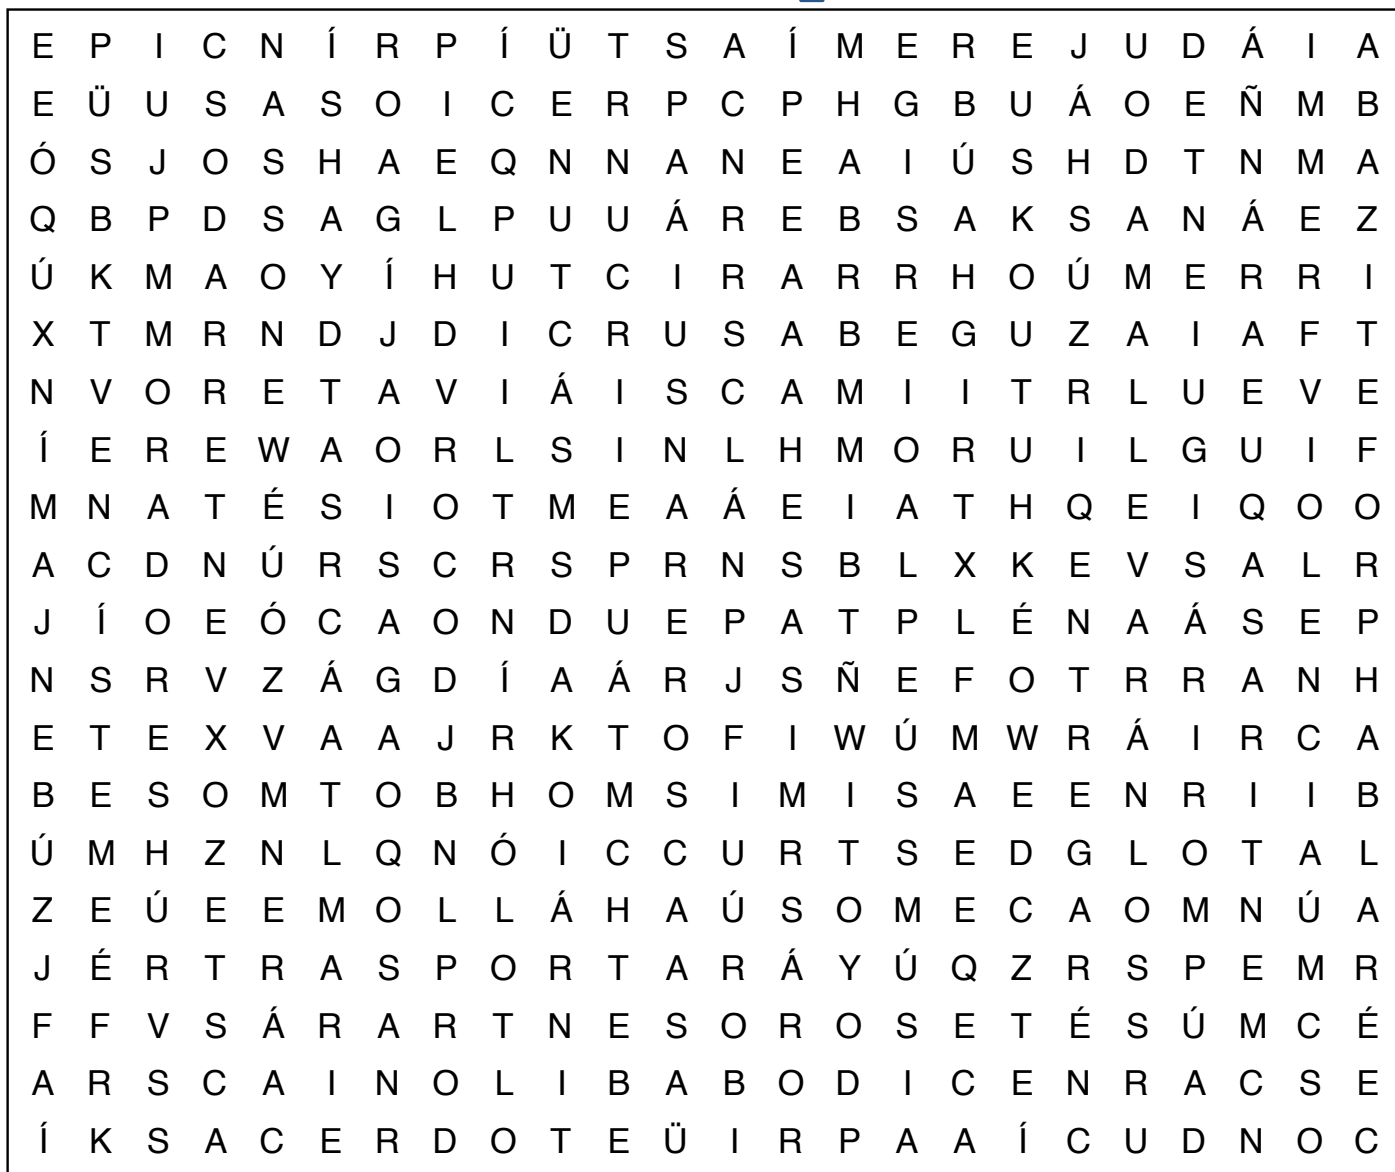 E P I C N Í R P Í Ü T S A Í M E R E J U D Á I A
E Ü U S A S O I C E R P C P H G B U Á O E Ñ M B
Ó S J O S H A E Q N N A N E A I Ú S H D T N M A
Q B P D S A G L P U U Á R E B S A K S A N Á E Z
Ú K M A O Y Í H U T C I R A R R H O Ú M E R R I
X T M R N D J D I C R U S A B E G U Z A I A F T
N V O R E T A V I Á I S C A M I I T R L U E V E
Í E R E W A O R L S I N L H M O R U I L G U I F
M N A T É S I O T M E A Á E I A T H Q E I Q O O
A C D N Ú R S C R S P R N S B L X K E V S A L R
J Í O E Ó C A O N D U E P A T P L É N A Á S E P
N S R V Z Á G D Í A Á R J S Ñ E F O T R R A N H
E T E X V A A J R K T O F I W Ú M W R Á I R C A
B E S O M T O B H O M S I M I S A E E N R I I B
Ú M H Z N L Q N Ó I C C U R T S E D G L O T A L
Z E Ú E E M O L L Á H A Ú S O M E C A O M N Ú A
J É R T R A S P O R T A R Á Y Ú Q Z R S P E M R
F F V S Á R A R T N E S O R O S E T É S Ú M C É
A R S C A I N O L I B A B O D I C E N R A C S E
Í K S A C E R D O T E Ü I R P A A Í C U D N O C